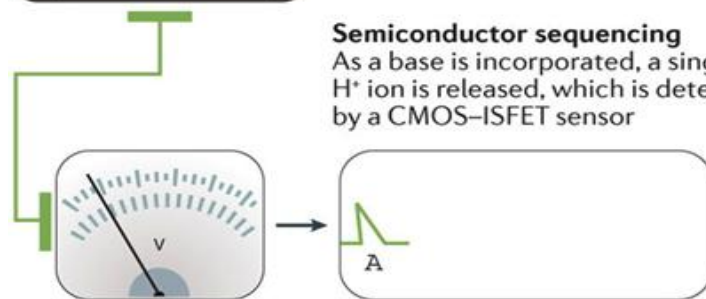 Semiconductor sequencing
As a base is incorporated, a sing
H⁺ ion is released, which is dete
by a CMOS–ISFET sensor
V
A